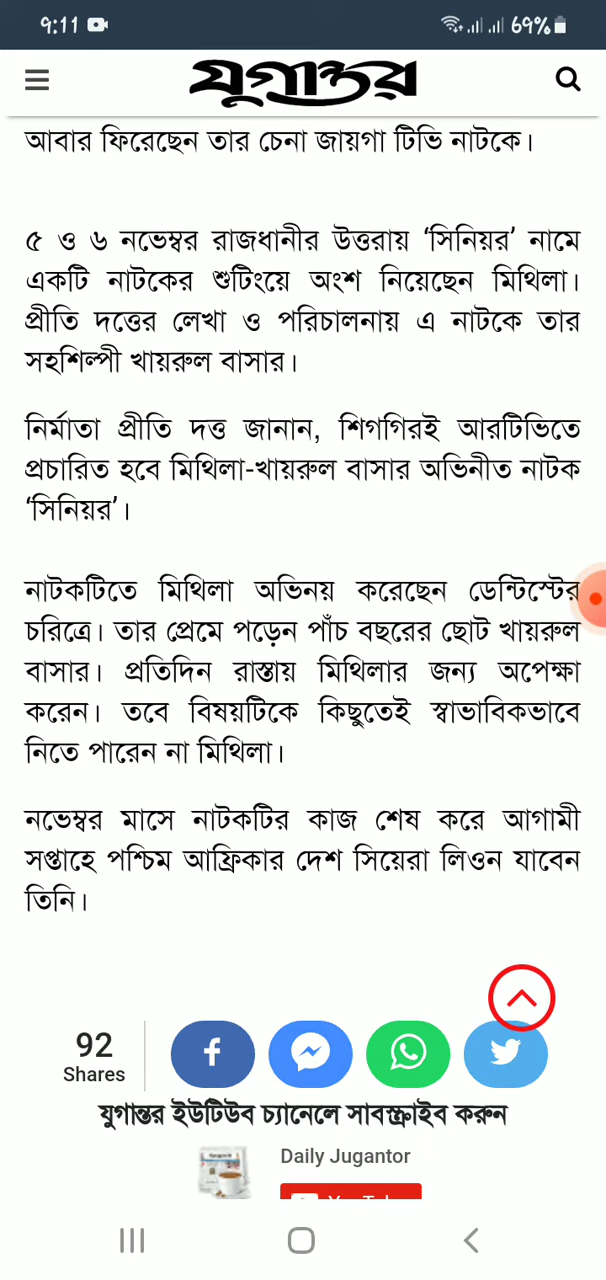 9:11
69%
যুগান্তর
আবার ফিরেছেন তার চেনা জায়গা টিভি নাটকে।
৫ ও ৬ নভেম্বর রাজধানীর উত্তরায় ‘সিনিয়র’ নামে
একটি নাটকের শুটিংয়ে অংশ নিয়েছেন মিথিলা।
প্রীতি দত্তের লেখা ও পরিচালনায় এ নাটকে তার
সহশিল্পী খায়রুল বাসার।
নির্মাতা প্রীতি দত্ত জানান, শিগগিরই আরটিভিতে
প্রচারিত হবে মিথিলা-খায়রুল বাসার অভিনীত নাটক
‘সিনিয়র’।
নাটকটিতে মিথিলা অভিনয় করেছেন ডেন্টিস্টের
চরিত্রে। তার প্রেমে পড়েন পাঁচ বছরের ছোট খায়রুল
বাসার। প্রতিদিন রাস্তায় মিথিলার জন্য অপেক্ষা
করেন। তবে বিষয়টিকে কিছুতেই স্বাভাবিকভাবে
নিতে পারেন না মিথিলা।
নভেম্বর মাসে নাটকটির কাজ শেষ করে আগামী
সপ্তাহে পশ্চিম আফ্রিকার দেশ সিয়েরা লিওন যাবেন
তিনি।
92
Shares
যুগান্তর ইউটিউব চ্যানেলে সাবস্ক্রাইব করুন
Daily Jugantor